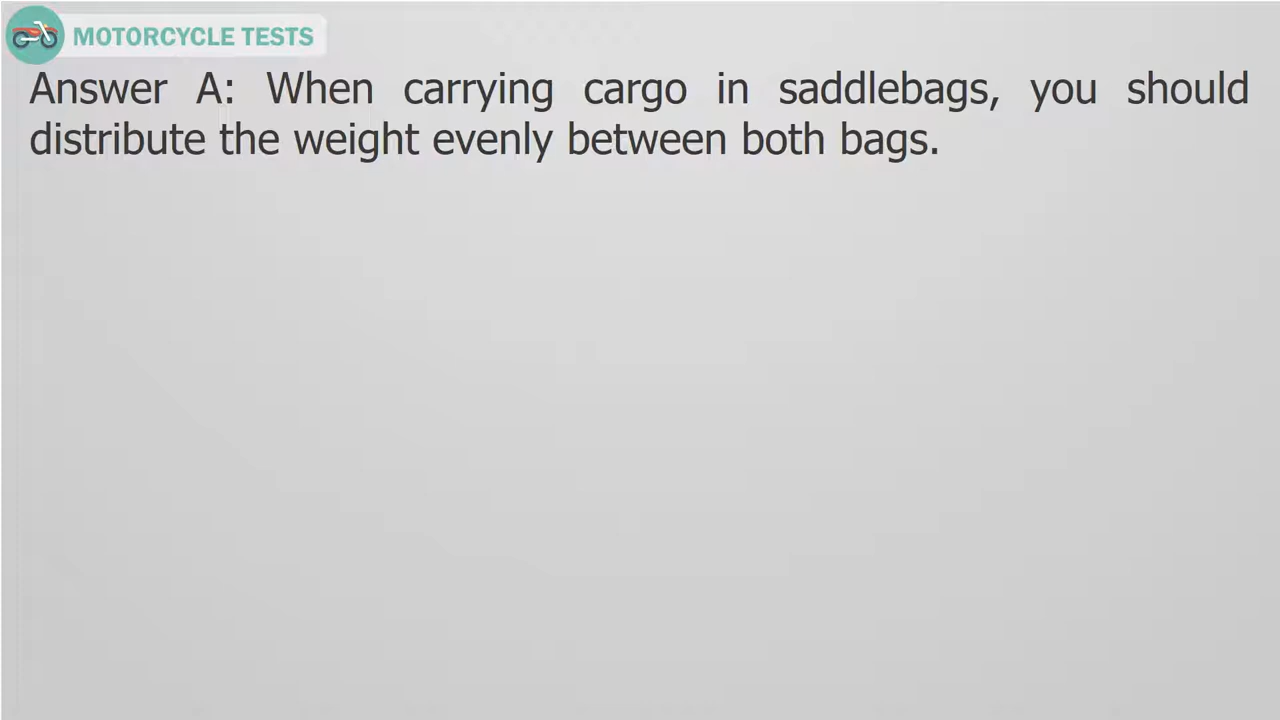 MOTORCYCLE TESTS
Answer A: When carrying cargo in saddlebags, you should
distribute the weight evenly between both bags.